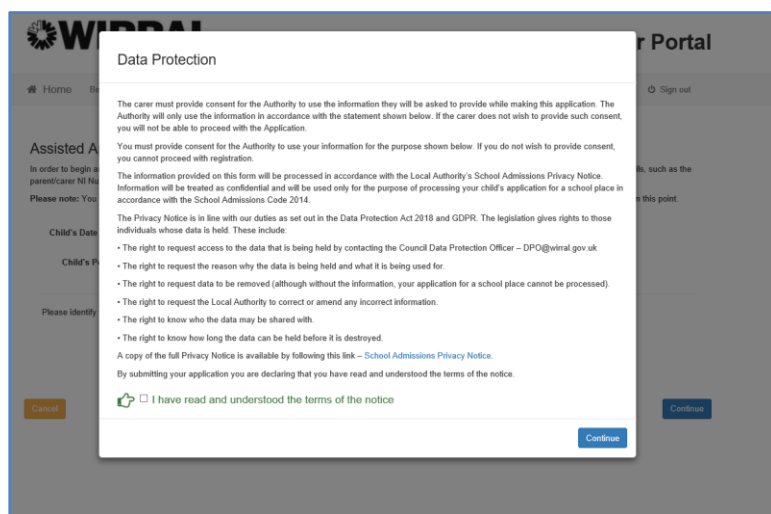 WIRRAL
r Portal
Home Be
Sign out
Data Protection
The carer must provide consent for the Authority to use the information they will be asked to provide while making this application. The
Authority will only use the information in accordance with the statement shown below. If the carer does not wish to provide such consent,
you will not be able to proceed with the Application.
You must provide consent for the Authority to use your information for the purpose shown below. If you do not wish to provide consent,
you cannot proceed with registration.
The information provided on this form will be processed in accordance with the Local Authority's School Admissions Privacy Notice.
Information will be treated as confidential and will be used only for the purpose of processing your child's application for a school place in
accordance with the School Admissions Code 2014.
The Privacy Notice is in line with our duties as set out in the Data Protection Act 2018 and GDPR. The legislation gives rights to those
individuals whose data is held. These include:
• The right to request access to the data that is being held by contacting the Council Data Protection Officer – DPO@wirral.gov.uk
• The right to request the reason why the data is being held and what it is being used for.
• The right to request data to be removed (although without the information, your application for a school place cannot be processed).
• The right to request the Local Authority to correct or amend any incorrect information.
• The right to know who the data may be shared with.
• The right to know how long the data can be held before it is destroyed.
A copy of the full Privacy Notice is available by following this link – School Admissions Privacy Notice.
By submitting your application you are declaring that you have read and understood the terms of the notice.
I have read and understood the terms of the notice
Continue
Assisted A
In order to begin a
ils, such as the
parent/carer NI Nu
Please note: You
n this point.
Child's Date
Child's P
Please identify
Cancel
Continue